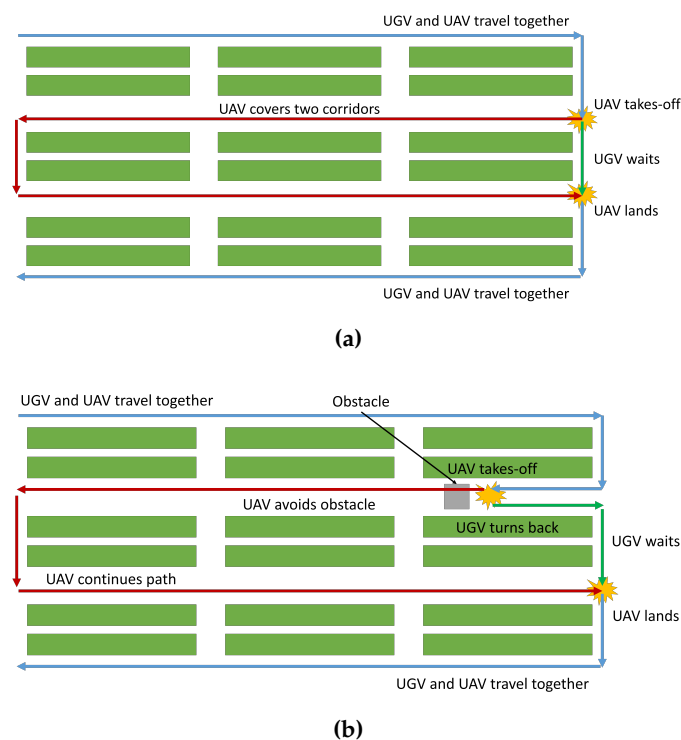 UGV and UAV travel together
UAV covers two corridors
UAV takes-off
UGV waits
UAV lands
UGV and UAV travel together
(a)
UGV and UAV travel together
Obstacle
UAV takes-off
UAV avoids obstacle
UGV turns back
UGV waits
UAV continues path
UAV lands
UGV and UAV travel together
(b)